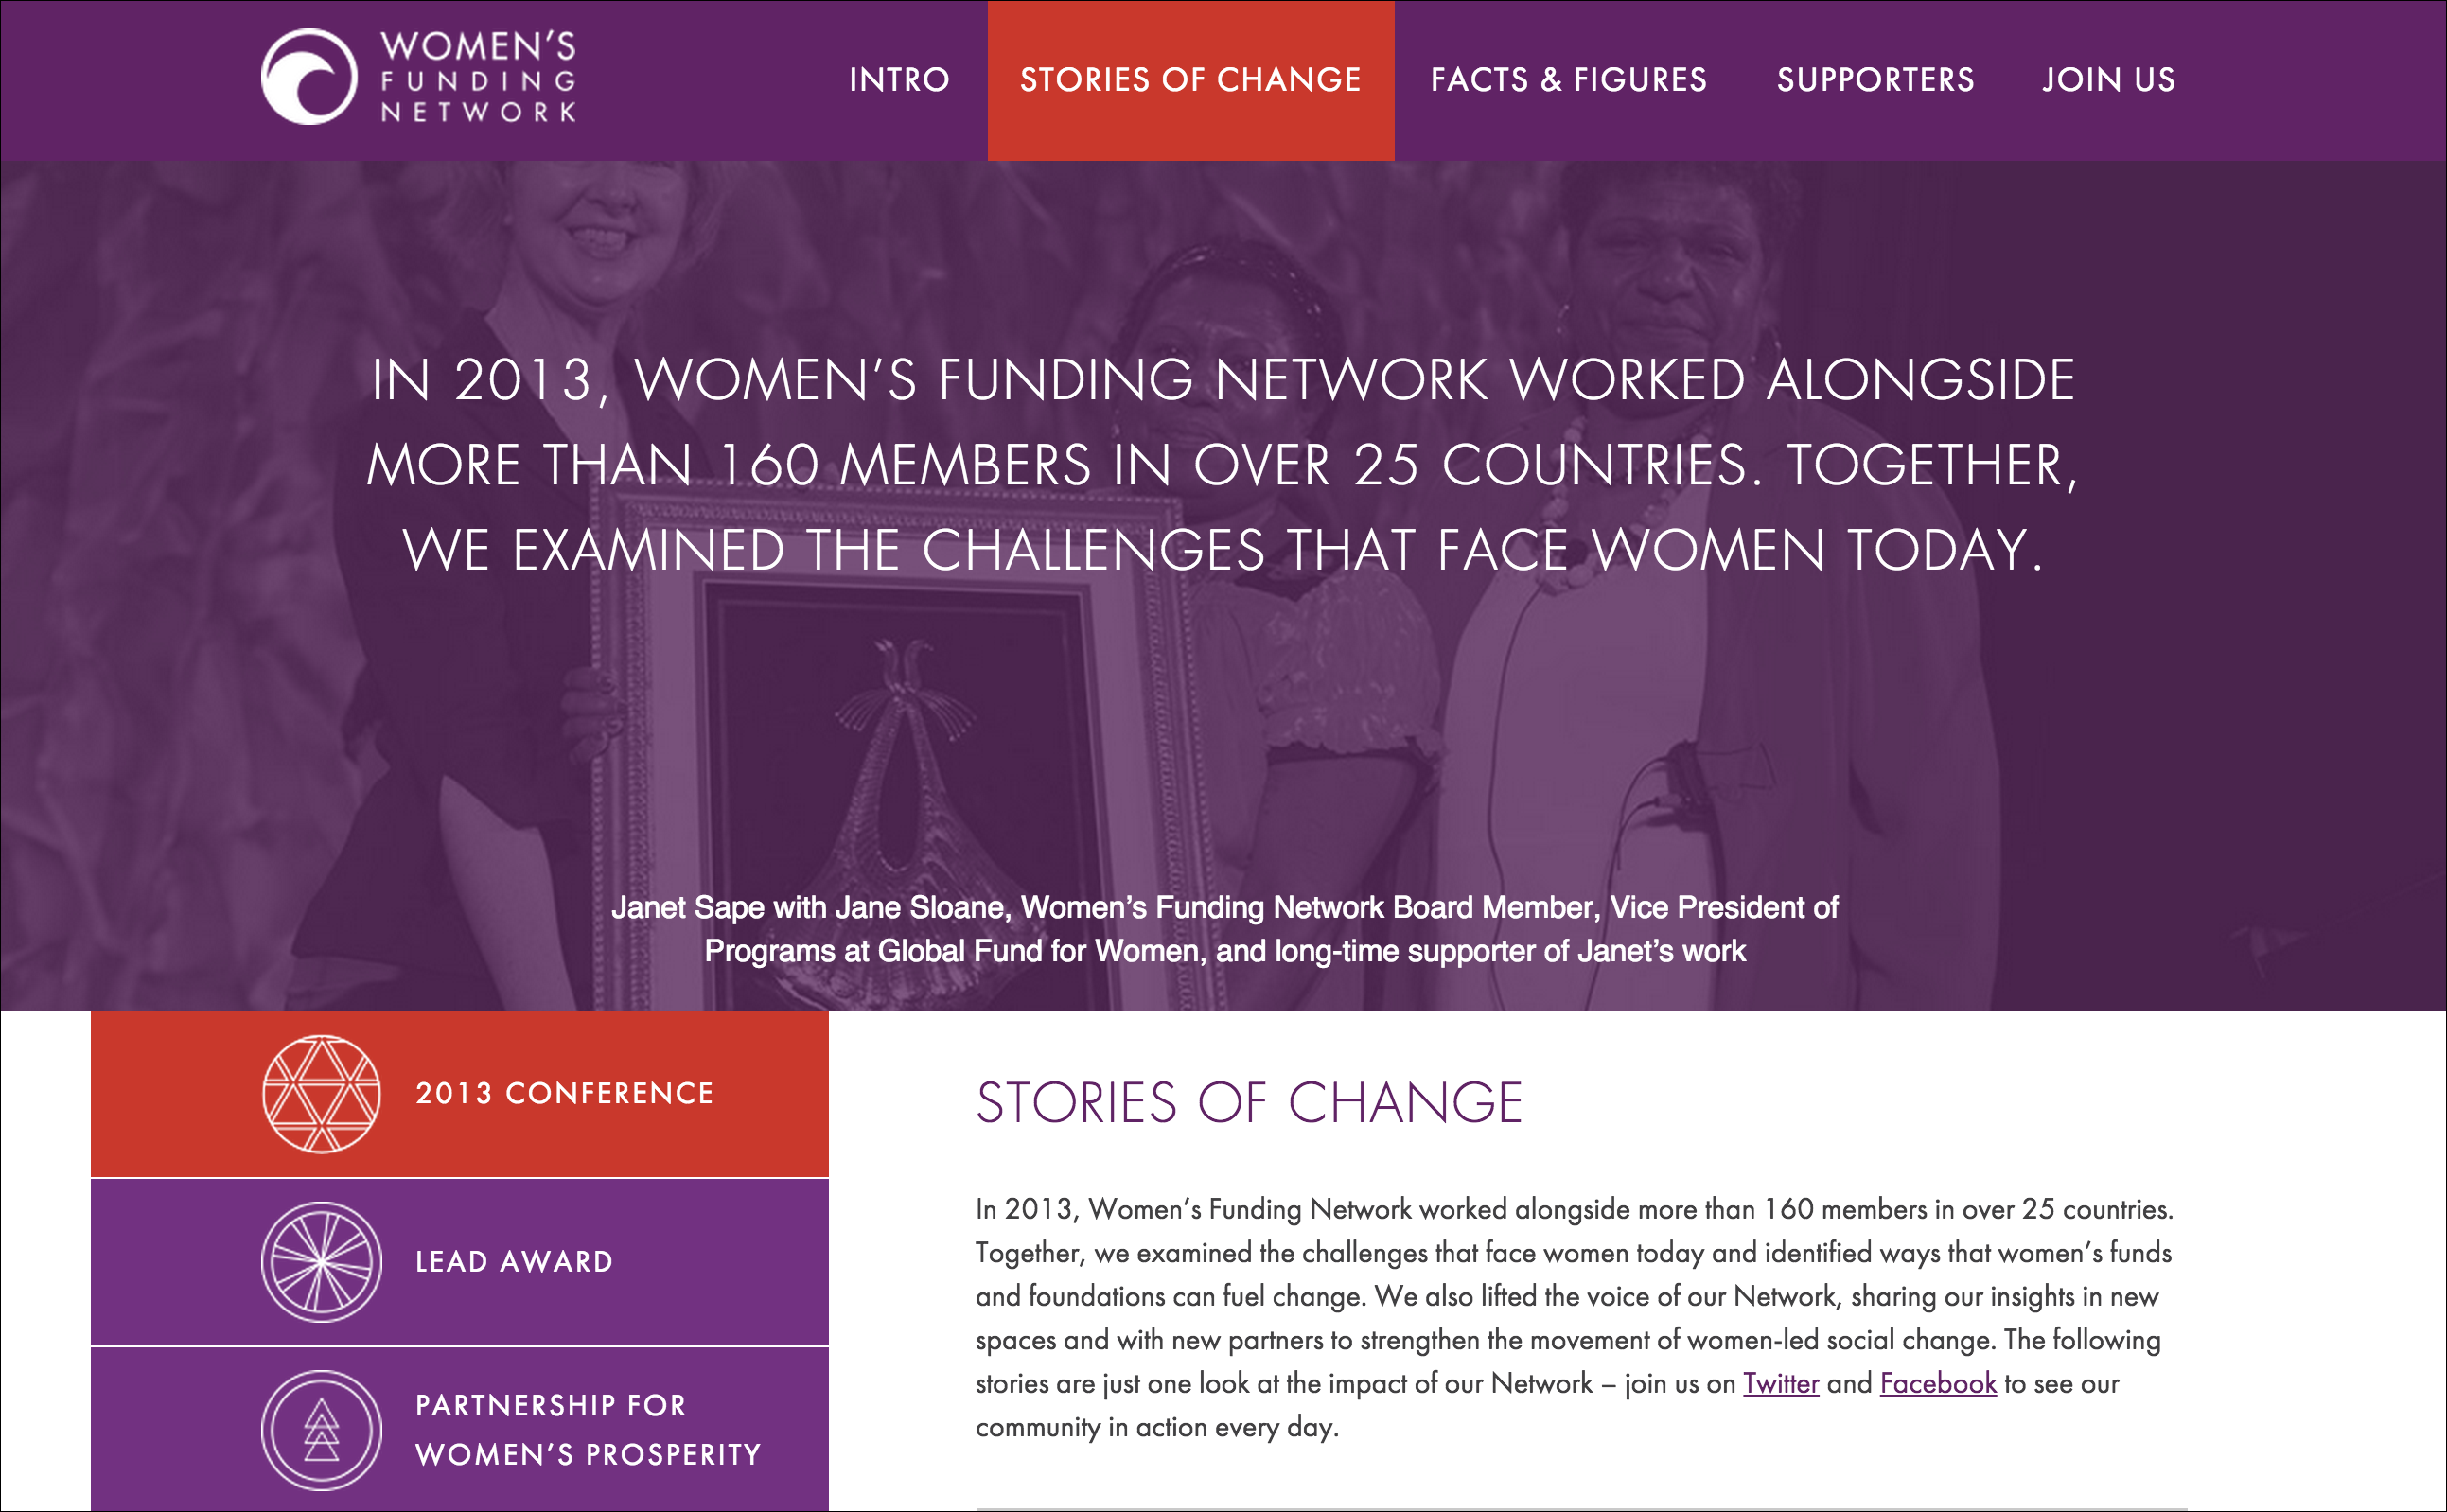 WOMEN'S
FUNDING
NETWORK
INTRO
STORIES OF CHANGE
FACTS & FIGURES
SUPPORTERS
JOIN US
IN 2013, WOMEN'S FUNDING NETWORK WORKED ALONGSIDE
MORE THAN 160 MEMBERS IN OVER 25 COUNTRIES. TOGETHER,
WE EXAMINED THE CHALLENGES THAT FACE WOMEN TODAY.
Janet Sape with Jane Sloane, Women's Funding Network Board Member, Vice President of
Programs at Global Fund for Women, and long-time supporter of Janet's work
2013 CONFERENCE
LEAD AWARD
PARTNERSHIP FOR
WOMEN'S PROSPERITY
STORIES OF CHANGE
In 2013, Women's Funding Network worked alongside more than 160 members in over 25 countries.
Together, we examined the challenges that face women today and identified ways that women's funds
and foundations can fuel change. We also lifted the voice of our Network, sharing our insights in new
spaces and with new partners to strengthen the movement of women-led social change. The following
stories are just one look at the impact of our Network – join us on Twitter and Facebook to see our
community in action every day.